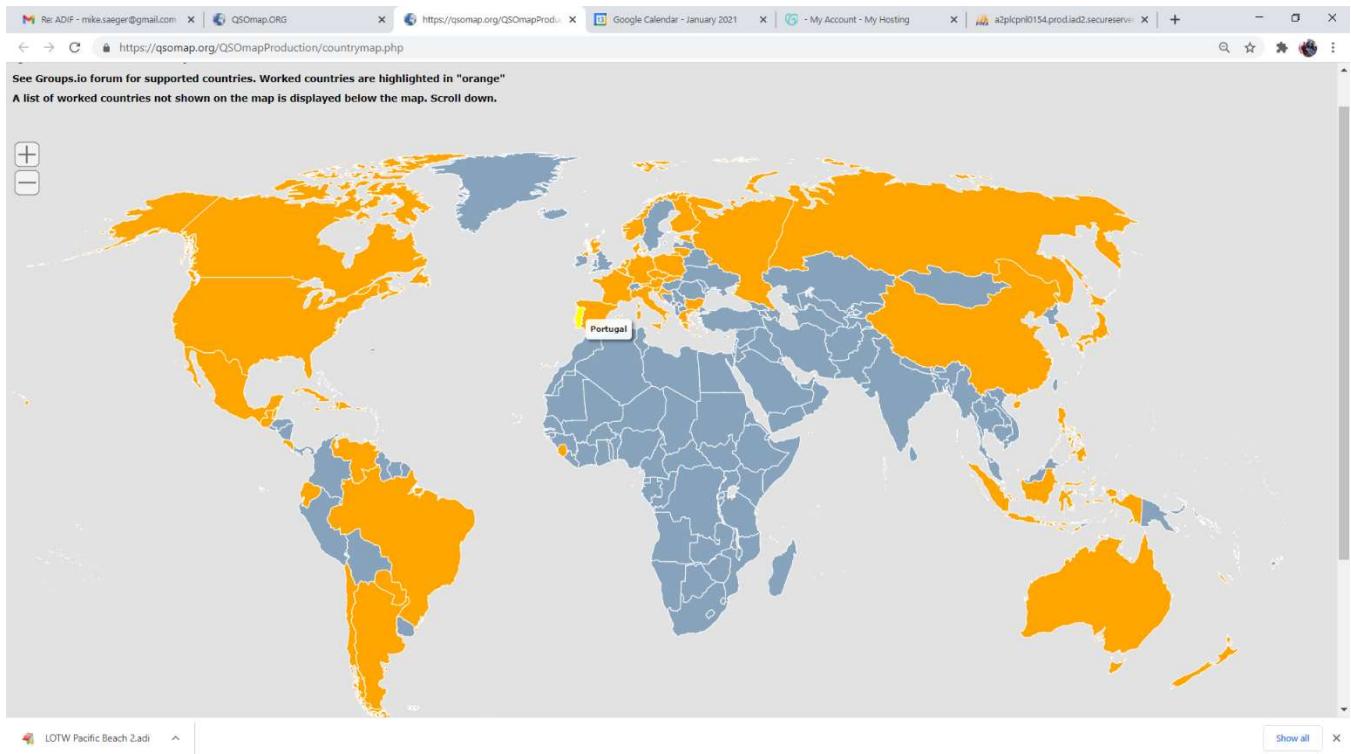 Re: ADIF - mike.saeger@gmail.com
QSOmap.ORG
https://qsomap.org/QSOmapProdu
Google Calendar - January 2021
- My Account - My Hosting
a2plcpnl0154.prod.iad2.secureserve
https://qsomap.org/QSOmapProduction/countrymap.php
See Groups.io forum for supported countries. Worked countries are highlighted in "orange"
A list of worked countries not shown on the map is displayed below the map. Scroll down.
Portugal
LOTW Pacific Beach 2.adi
Show all